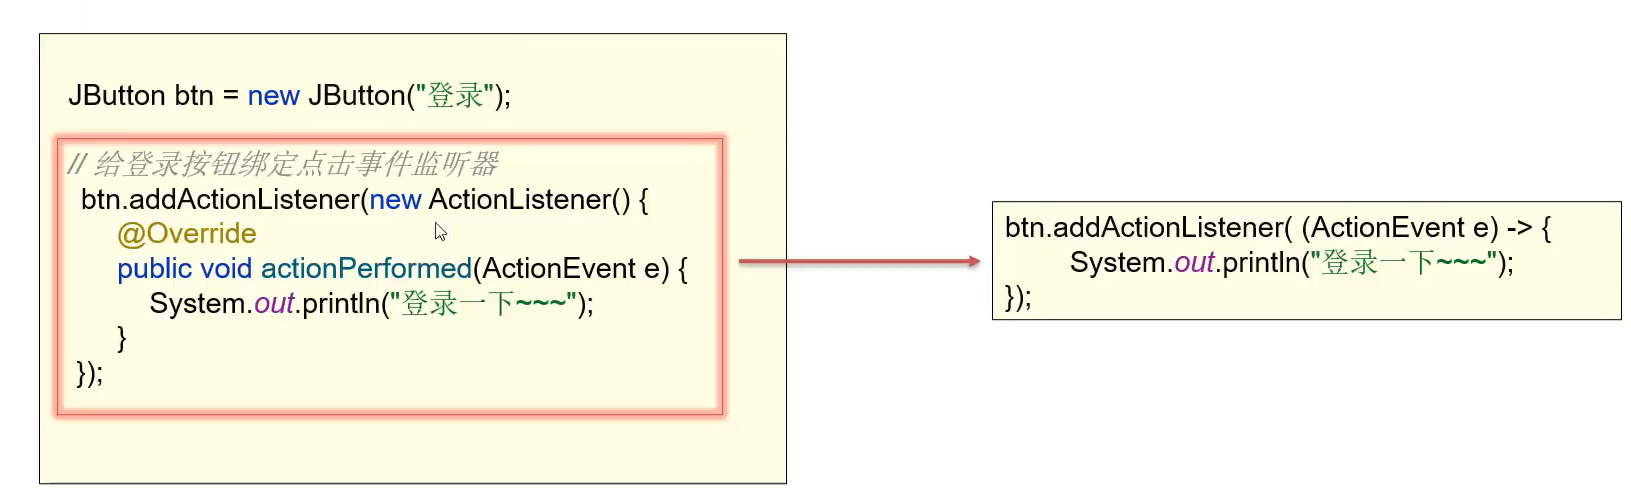 JButton btn = new JButton("登录");
// 给登录按钮绑定点击事件监听器
btn.addActionListener(new ActionListener() {
@Override
public void actionPerformed(ActionEvent e) {
System.out.println("登录一下~~~");
}
});
btn.addActionListener( (ActionEvent e) -> {
System.out.println("登录一下~~~");
});